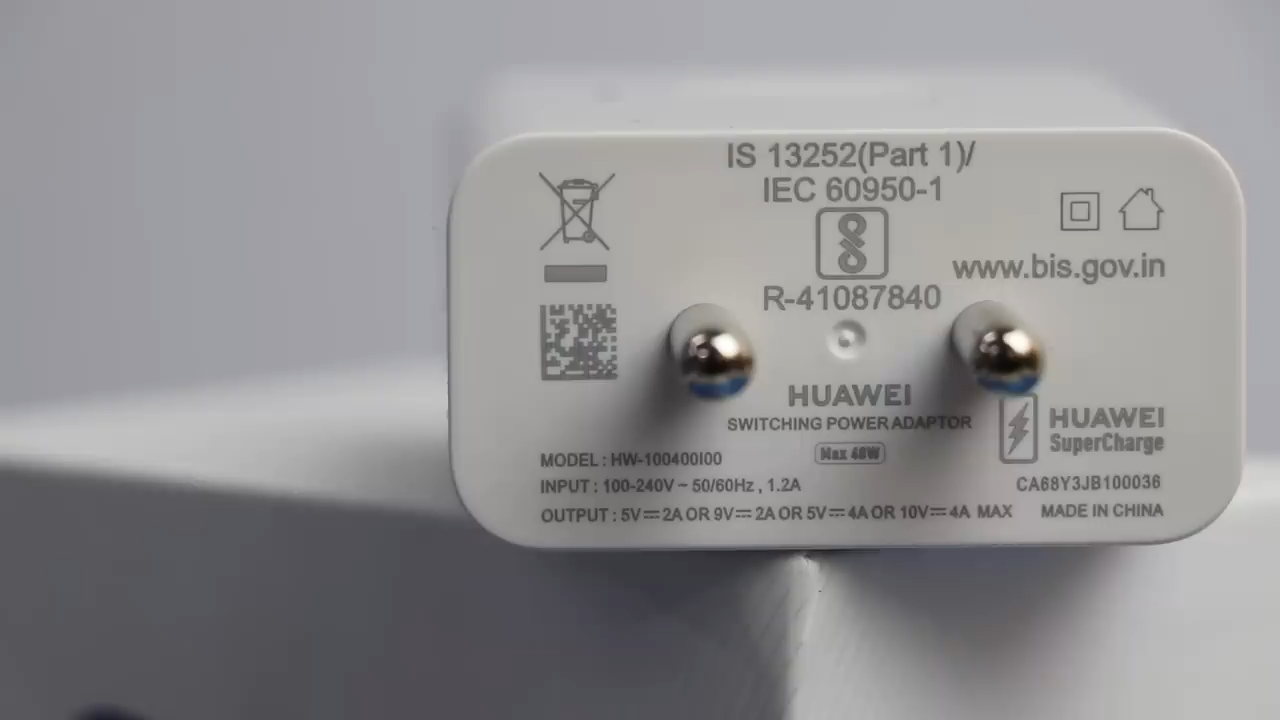 IS 13252(Part 1)/
IEC 60950-1
www.bis.gov.in
R-41087840
HUAWEI
SWITCHING POWER ADAPTOR
Max 40W
HUAWEI
SuperCharge
MODEL : HW-100400I00
INPUT : 100-240V ~ 50/60Hz , 1.2A
OUTPUT : 5V⎓2A OR 9V⎓2A OR 5V⎓4A OR 10V⎓4A MAX
CA68Y3JB100036
MADE IN CHINA